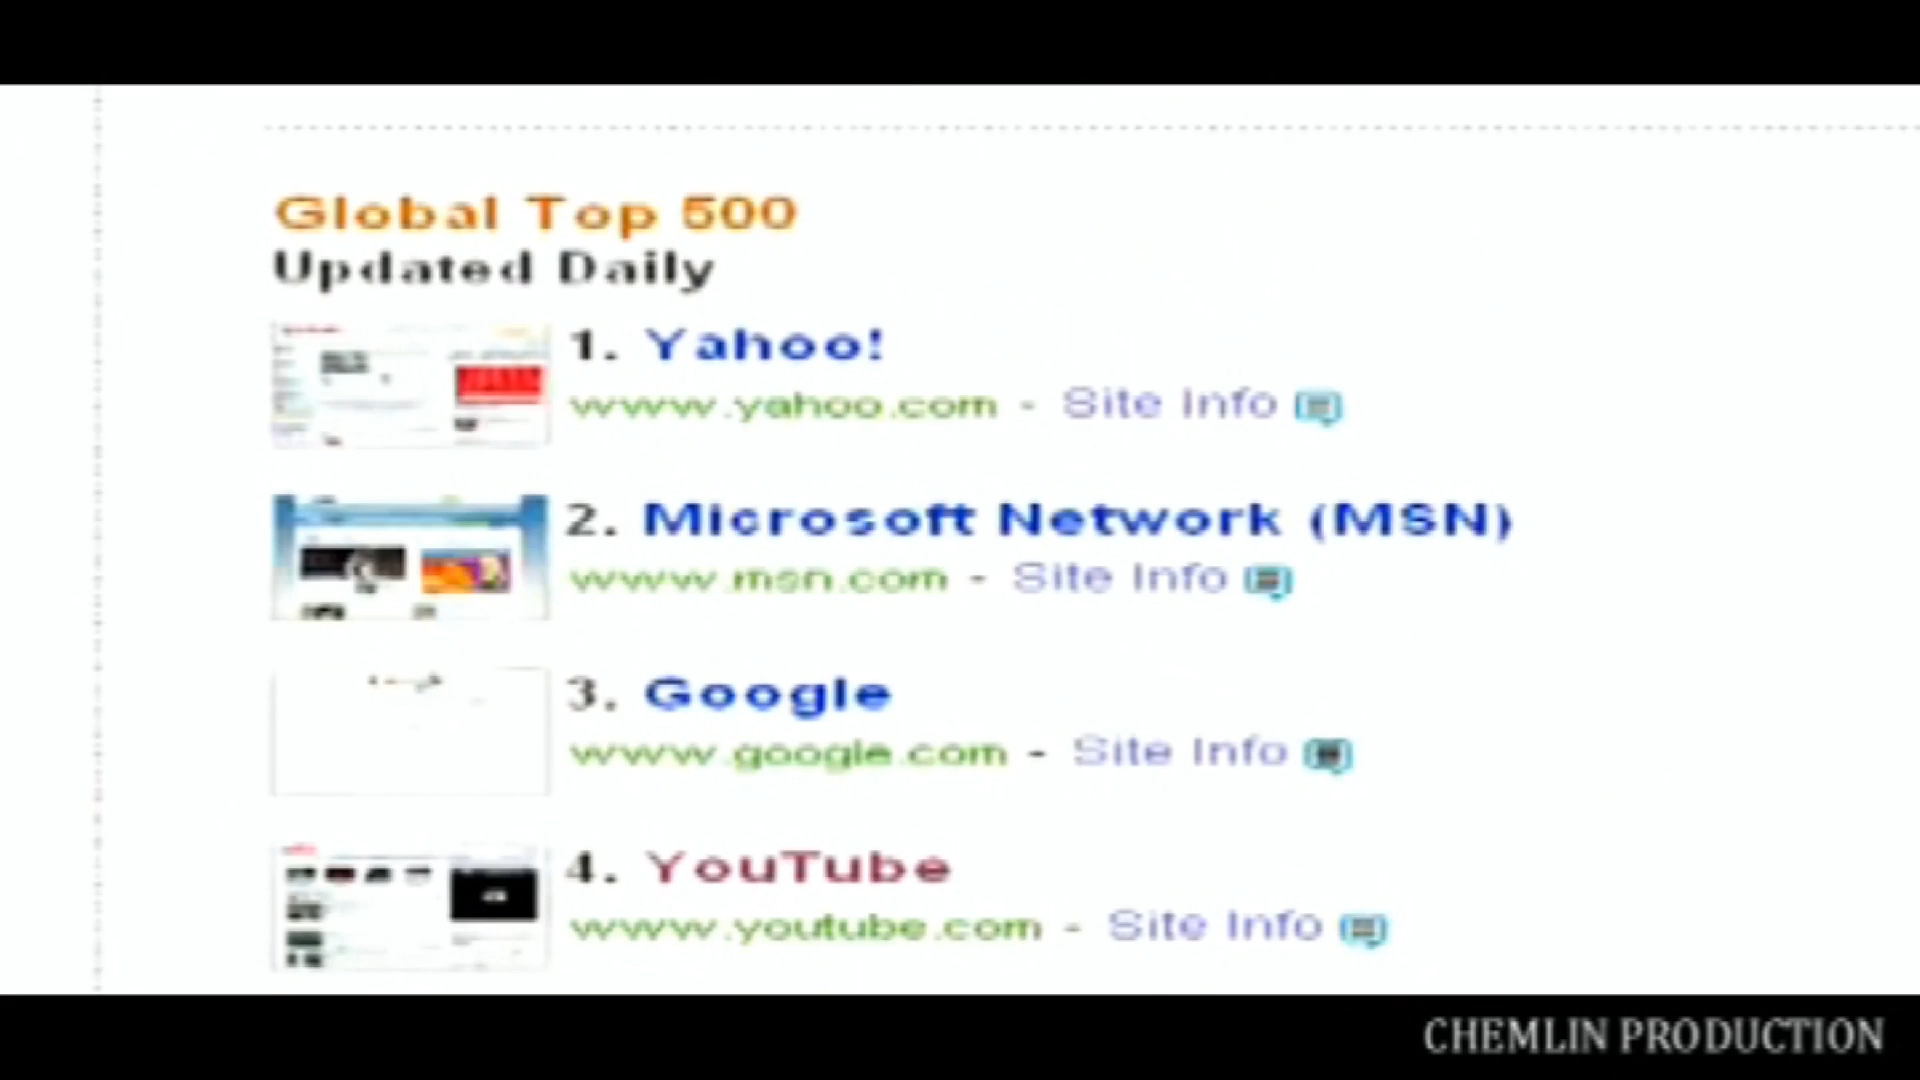 Global Top 500
Updated Daily
1. Yahoo!
www.yahoo.com - Site Info
2. Microsoft Network (MSN)
www.msn.com - Site Info
3. Google
www.google.com - Site Info
4. YouTube
www.youtube.com - Site Info
CHEMLIN PRODUCTION